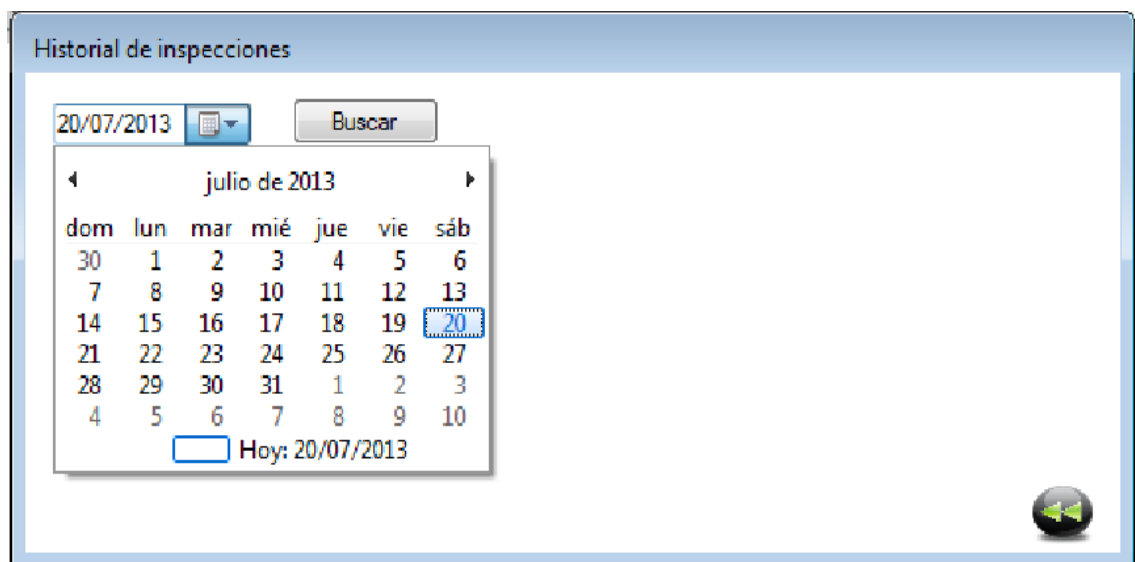 Historial de inspecciones
20/07/2013 Buscar
julio de 2013
dom lun mar mié jue vie sáb
30 1 2 3 4 5 6
7 8 9 10 11 12 13
14 15 16 17 18 19 20
21 22 23 24 25 26 27
28 29 30 31 1 2 3
4 5 6 7 8 9 10
Hoy: 20/07/2013